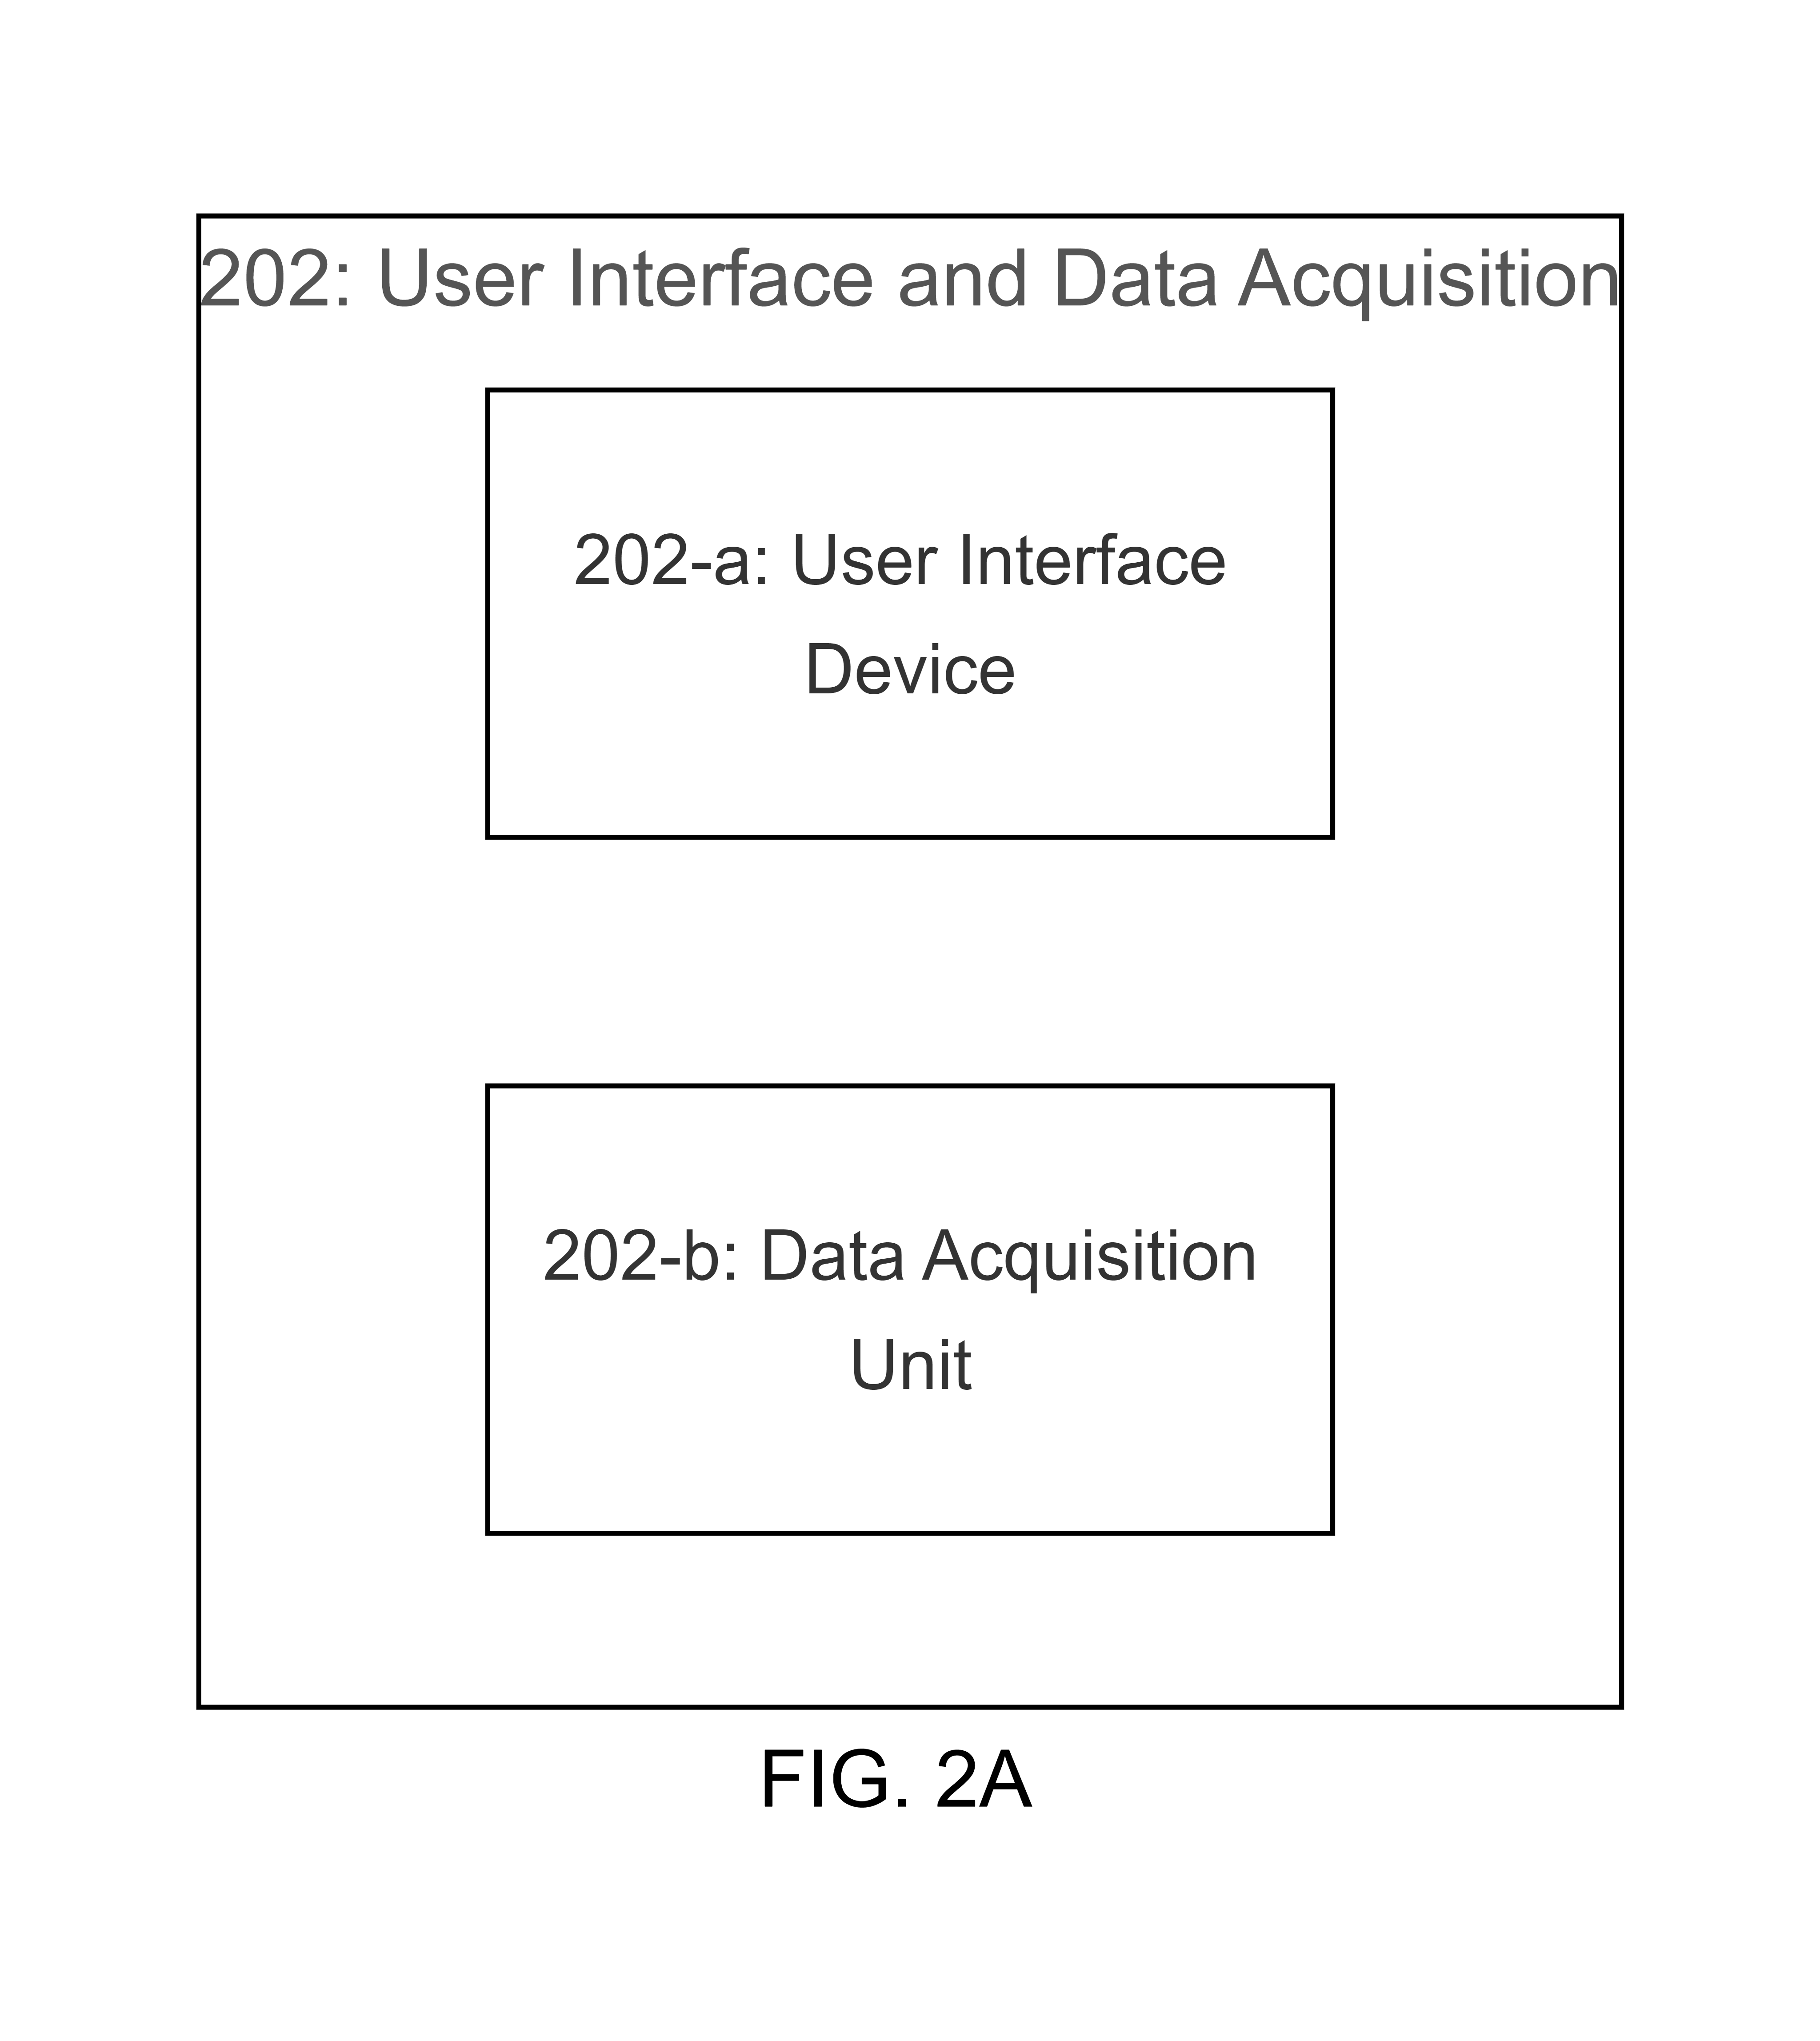 202: User Interface and Data Acquisition
202-a: User Interface
Device
202-b: Data Acquisition
Unit
FIG. 2A